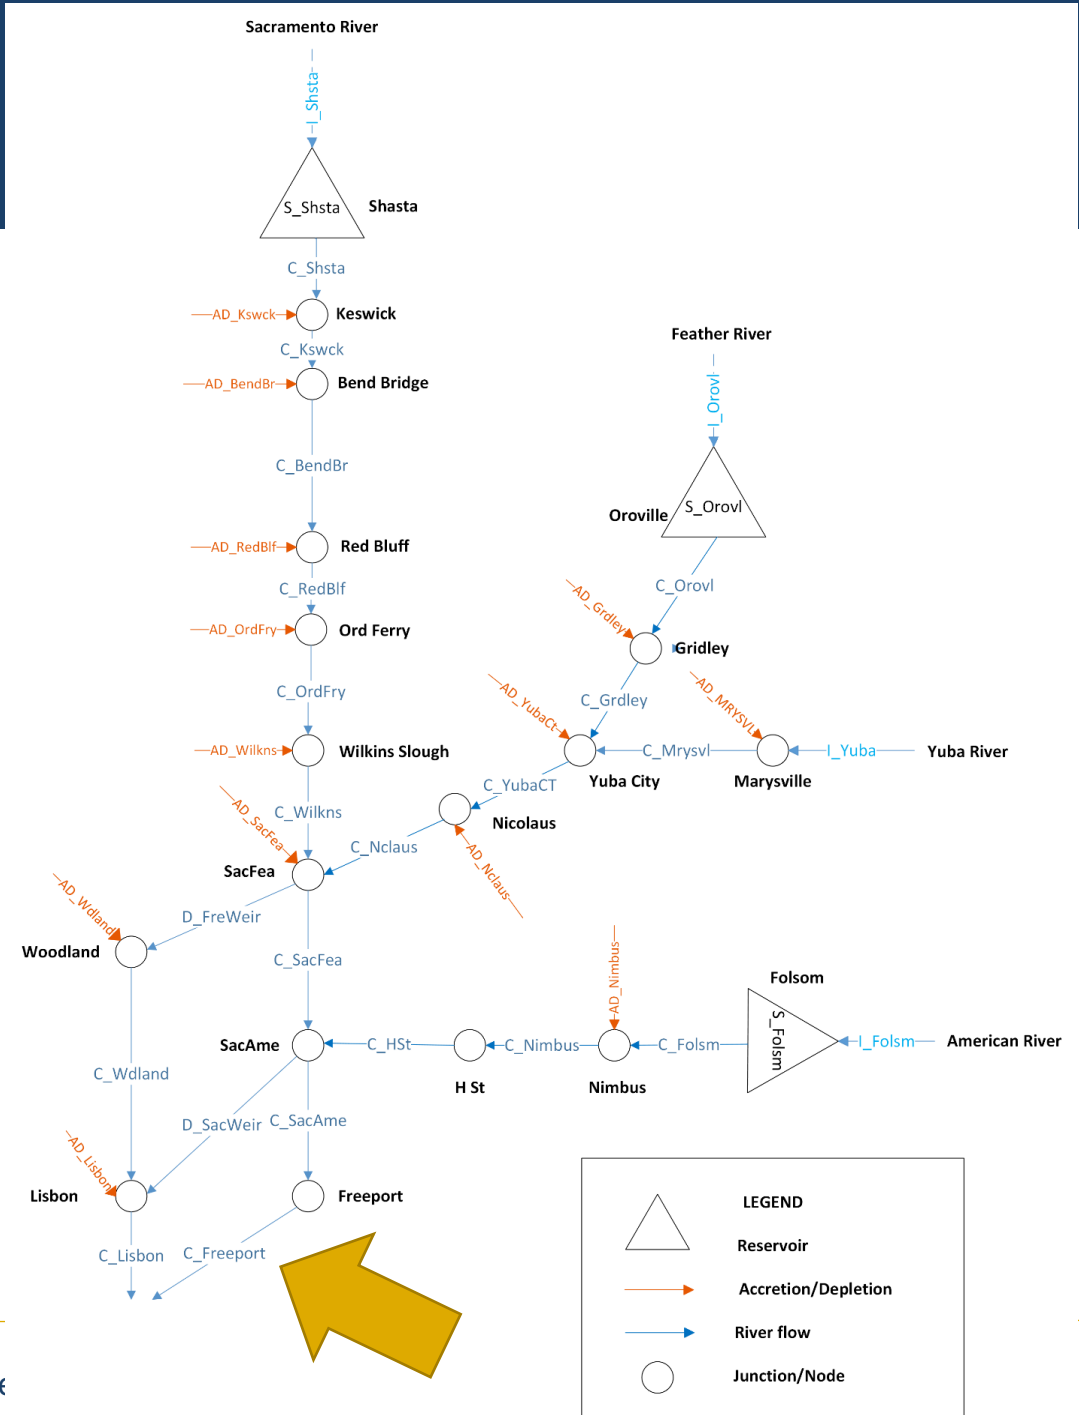 Sacramento River
I_Shsta
S_Shsta
Shasta
C_Shsta
AD_Kswck
Keswick
C_Kswck
AD_BendBr
Bend Bridge
C_BendBr
AD_RedBlf
Red Bluff
C_RedBlf
AD_OrdFry
Ord Ferry
C_OrdFry
AD_Wilkns
Wilkins Slough
C_Wilkns
Feather River
I_Orovl
S_Orovl
Oroville
C_Orovl
AD_Grdley
Gridley
C_Grdley
AD_YubaCt
AD_MRYSVL
C_Mrysvl
I_Yuba
Yuba River
Yuba City
Marysville
C_YubaCT
Nicolaus
C_Nclaus
AD_Nclaus
AD_SacFea
SacFea
D_FreWeir
AD_Wdland
Woodland
C_SacFea
AD_Nimbus
Folsom
S_Folsm
SacAme
C_HSt
C_Nimbus
C_Folsm
I_Folsm
American River
H St
Nimbus
C_Wdland
D_SacWeir
C_SacAme
AD_Lisbon
Lisbon
Freeport
C_Lisbon
C_Freeport
LEGEND
Reservoir
Accretion/Depletion
River flow
Junction/Node